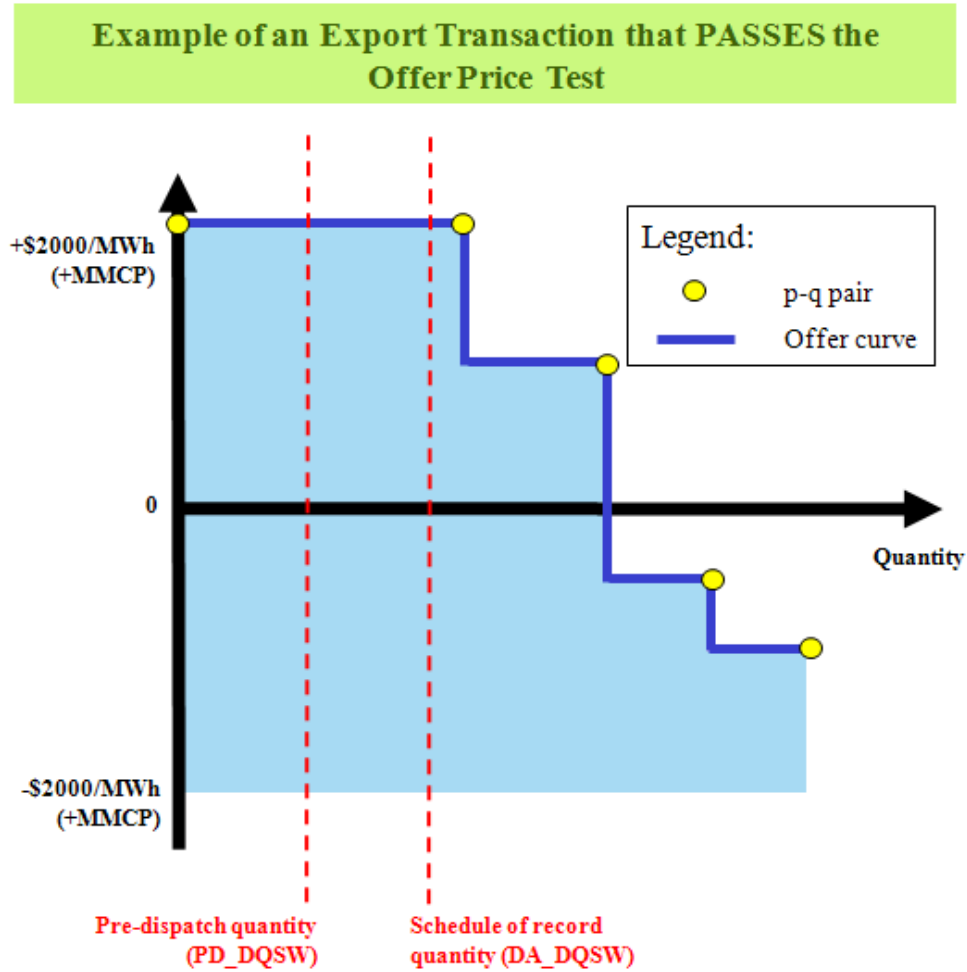 Example of an Export Transaction that PASSES the
Offer Price Test
+$2000/MWh
(+MMCP)
Legend:
p-q pair
Offer curve
0
Quantity
-$2000/MWh
(+MMCP)
Pre-dispatch quantity
(PD_DQSW)
Schedule of record
quantity (DA_DQSW)